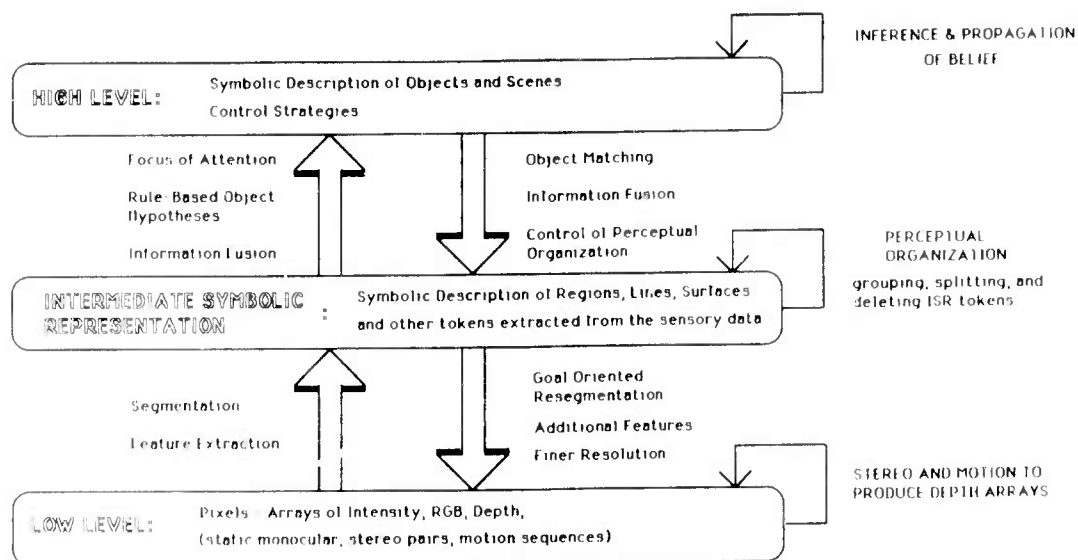 INFERENCE & PROPAGATION
OF BELIEF
HIGH LEVEL:
Symbolic Description of Objects and Scenes
Control Strategies
Focus of Attention
Rule-Based Object
Hypotheses
Information Fusion
Object Matching
Information Fusion
Control of Perceptual
Organization
PERCEPTUAL
ORGANIZATION
grouping, splitting, and
deleting ISR tokens
INTERMEDIATE SYMBOLIC
REPRESENTATION :
Symbolic Description of Regions, Lines, Surfaces
and other tokens extracted from the sensory data
Segmentation
Feature Extraction
Goal Oriented
Resegmentation
Additional Features
Finer Resolution
STEREO AND MOTION TO
PRODUCE DEPTH ARRAYS
LOW LEVEL:
Pixels - Arrays of Intensity, RGB, Depth,
(static monocular, stereo pairs, motion sequences)